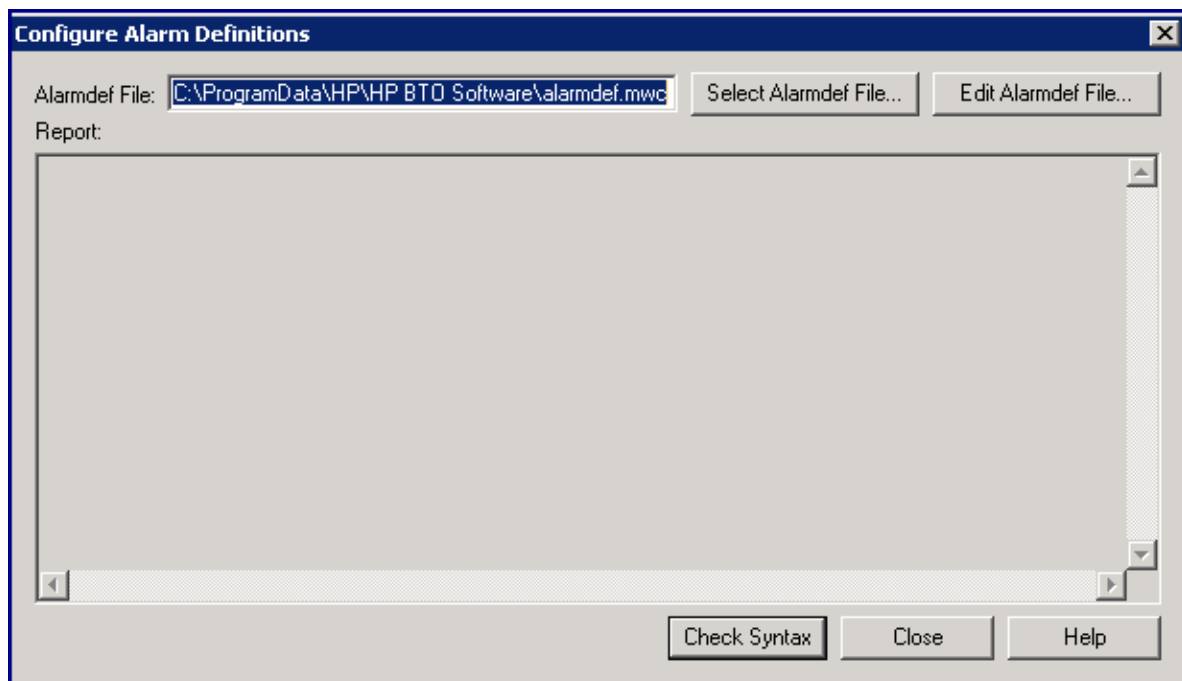 Configure Alarm Definitions
Alarmdef File: C:\ProgramData\HP\HP BTO Software\alarmdef.mwc Select Alarmdef File... Edit Alarmdef File...
Report:
Check Syntax Close Help